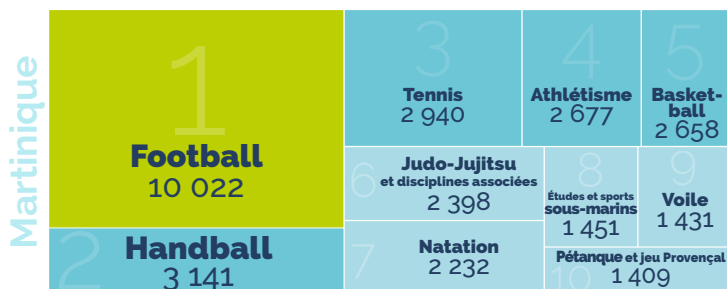 Martinique
1
Football
10 022
2
Handball
3 141
3
Tennis
2 940
4
Athlétisme
2 677
5
Basket-
ball
2 658
6
Judo-Jujitsu
et disciplines associées
2 398
7
Natation
2 232
8
Études et sports
sous-marins
1 451
9
Voile
1 431
10
Pétanque et jeu Provençal
1 409